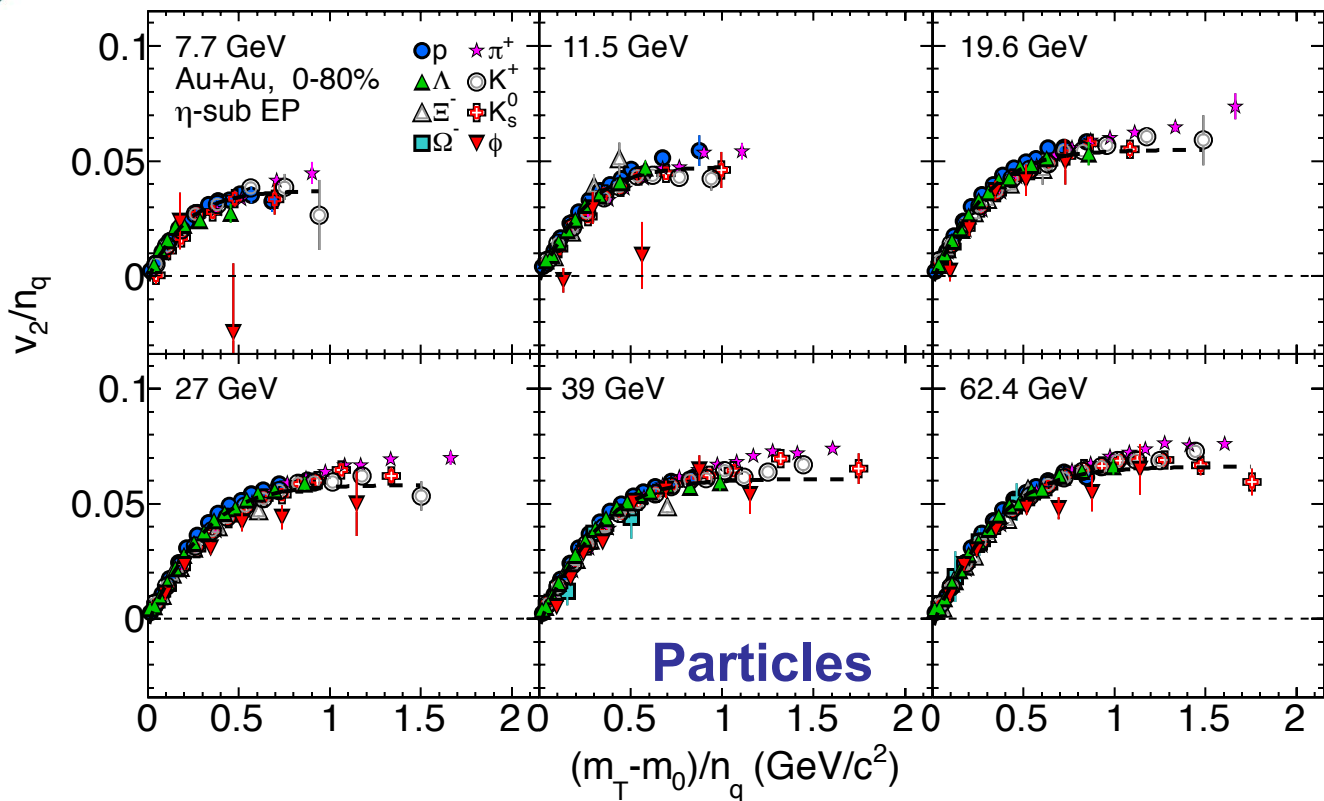 0.1
7.7 GeV
Au+Au, 0-80%
η-sub EP
p π⁺
Λ K⁺
Ξ⁻ K⁰ₛ
Ω⁻ φ
11.5 GeV
19.6 GeV
0.05
0
v₂/n_q
0.1
27 GeV
39 GeV
62.4 GeV
0.05
0
Particles
0 0.5 1 1.5 2 0 0.5 1 1.5 2 0 0.5 1 1.5 2
(m_T-m₀)/n_q (GeV/c²)